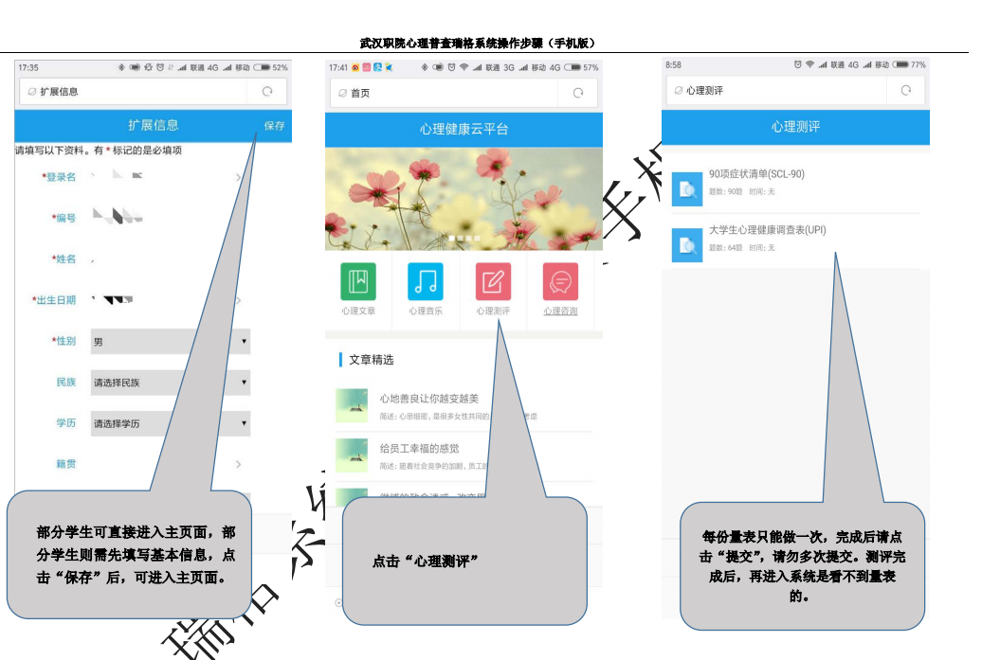 武汉职院心理普查瑞格系统操作步骤（手机版）
17:35 联通 4G 移动 52%
扩展信息
扩展信息 保存
请填写以下资料。有*标记的是必填项
*登录名
*编号
*姓名
*出生日期
*性别 男
民族 请选择民族
学历 请选择学历
籍贯
部分学生可直接进入主页面，部
分学生则需先填写基本信息，点
击“保存”后，可进入主页面。
17:41 联通 3G 移动 4G 57%
首页
心理健康云平台
心理文章 心理音乐 心理测评 心理咨询
文章精选
心地善良让你越变越美
简述：心思细密，是很多女性共同的 考虑
给员工幸福的感觉
简述：随着社会竞争的加剧，员工的
点击“心理测评”
8:58 联通 4G 移动 77%
心理测评
心理测评
90项症状清单(SCL-90)
题数：90题 时间：无
大学生心理健康调查表(UPI)
题数：64题 时间：无
每份量表只能做一次，完成后请点
击“提交”，请勿多次提交。测评完
成后，再进入系统是看不到量表
的。
瑞格
系
手机